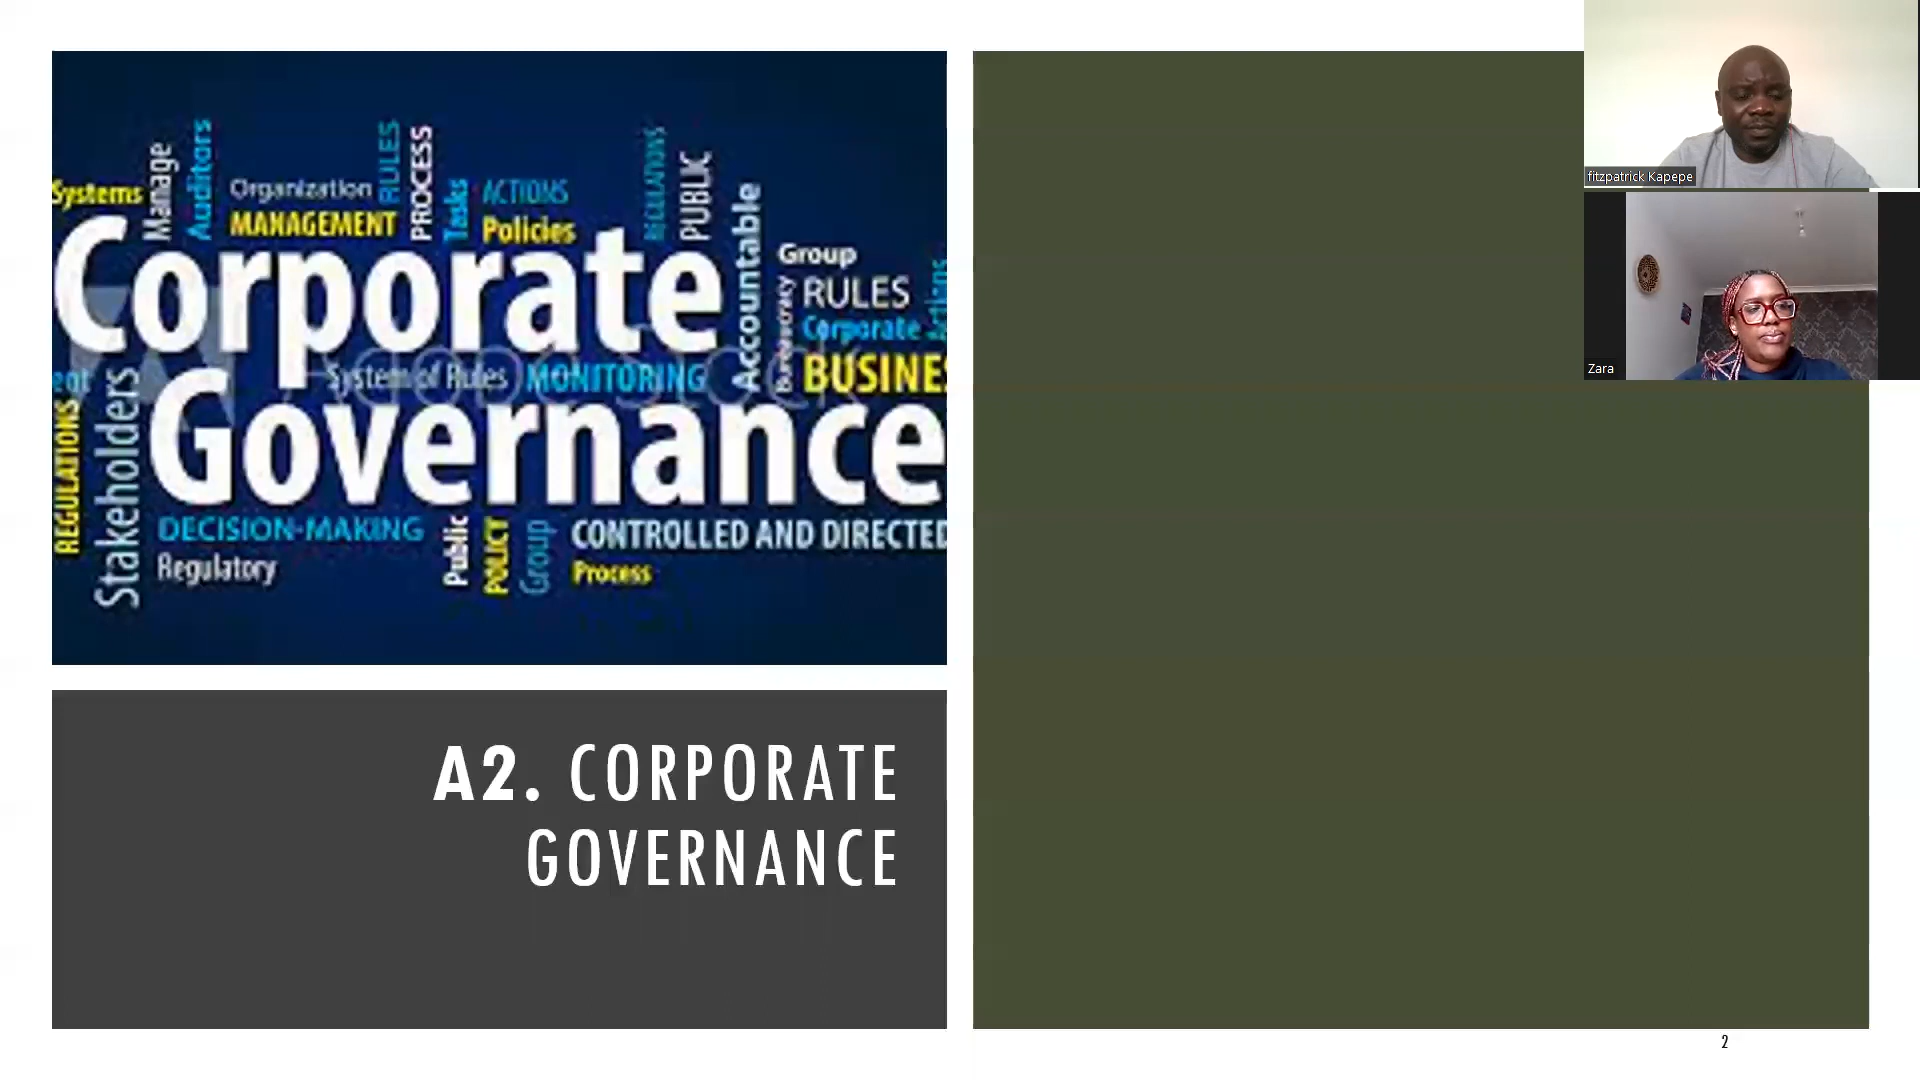 Systems
Manage
Auditors
Organization
RULES
PROCESS
MANAGEMENT
Tasks
ACTIONS
Policies
REGULATIONS
PUBLIC
Accountable
Group
RULES
Bureaucracy
Corporate
Actions
BUSINE
Corporate
System of Rules
MONITORING
Governance
REGULATIONS
Stakeholders
DECISION-MAKING
Regulatory
Public
POLICY
Group
CONTROLLED AND DIRECTED
Process
A2. CORPORATE
GOVERNANCE
fitzpatrick Kapepe
Zara
2